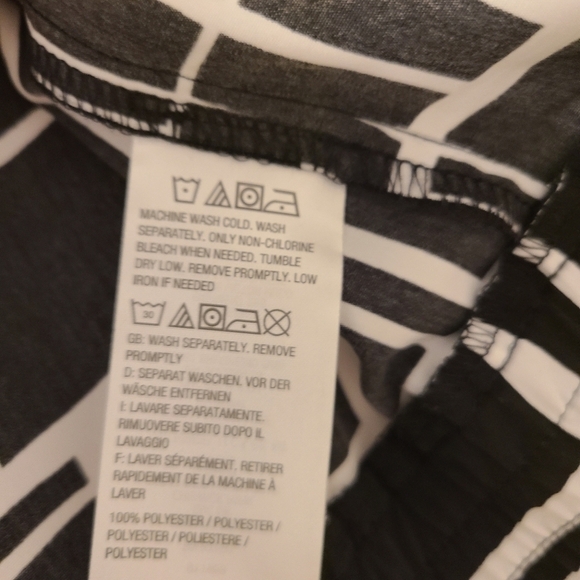 MACHINE WASH COLD. WASH
SEPARATELY. ONLY NON-CHLORINE
BLEACH WHEN NEEDED. TUMBLE
DRY LOW. REMOVE PROMPTLY. LOW
IRON IF NEEDED
30
GB: WASH SEPARATELY. REMOVE
PROMPTLY
D: SEPARAT WASCHEN. VOR DER
WÄSCHE ENTFERNEN
I: LAVARE SEPARATAMENTE.
RIMUOVERE SUBITO DOPO IL
LAVAGGIO
F: LAVER SÉPARÉMENT. RETIRER
RAPIDEMENT DE LA MACHINE À
LAVER
100% POLYESTER / POLYESTER /
POLYESTER / POLIESTERE /
POLYESTER